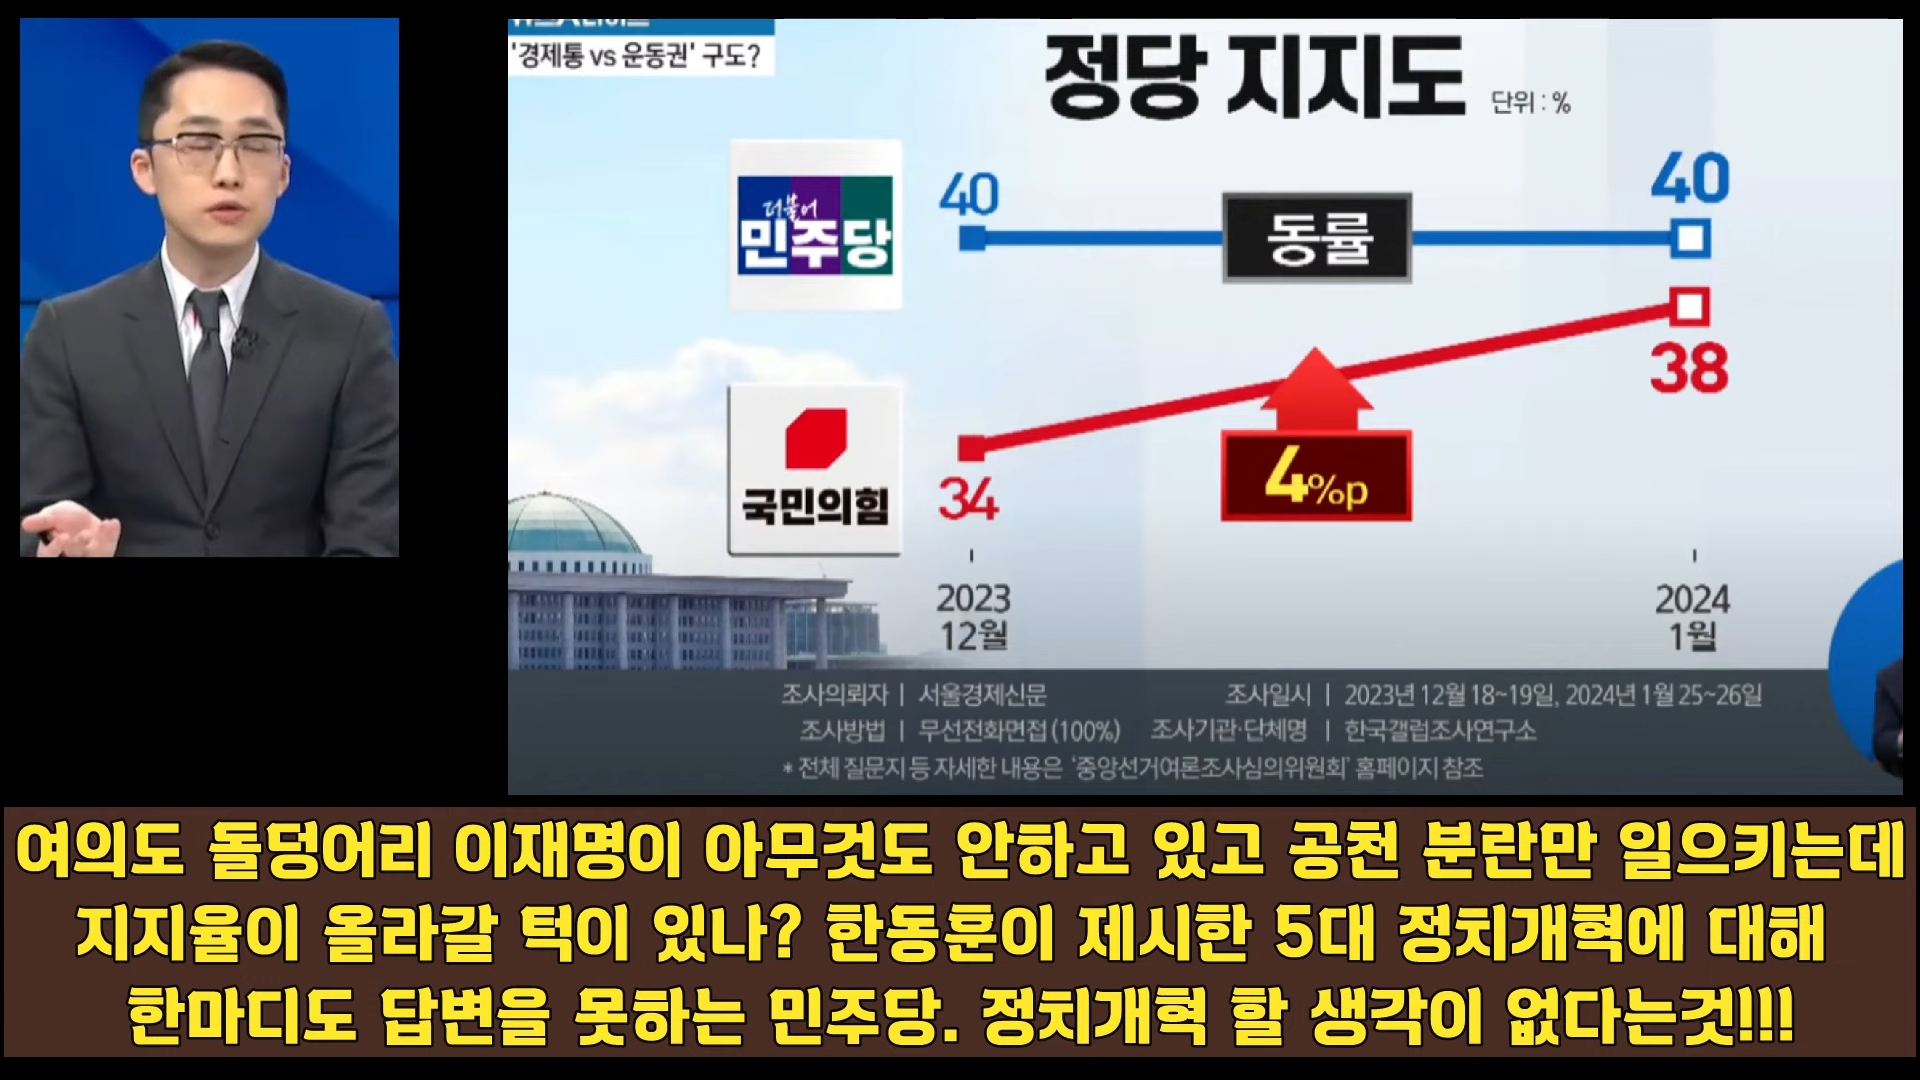 '경제통 vs 운동권' 구도?
정당 지지도 단위 : %
더불어
민주당
40
동률
40
국민의힘
34
4%p
38
2023
12월
2024
1월
조사의뢰자 | 서울경제신문
조사일시 | 2023년 12월 18~19일, 2024년 1월 25~26일
조사방법 | 무선전화면접(100%)
조사기관·단체명 | 한국갤럽조사연구소
* 전체 질문지 등 자세한 내용은 '중앙선거여론조사심의위원회' 홈페이지 참조
여의도 돌덩어리 이재명이 아무것도 안하고 있고 공천 분란만 일으키는데
지지율이 올라갈 턱이 있나? 한동훈이 제시한 5대 정치개혁에 대해
한마디도 답변을 못하는 민주당. 정치개혁 할 생각이 없다는것!!!